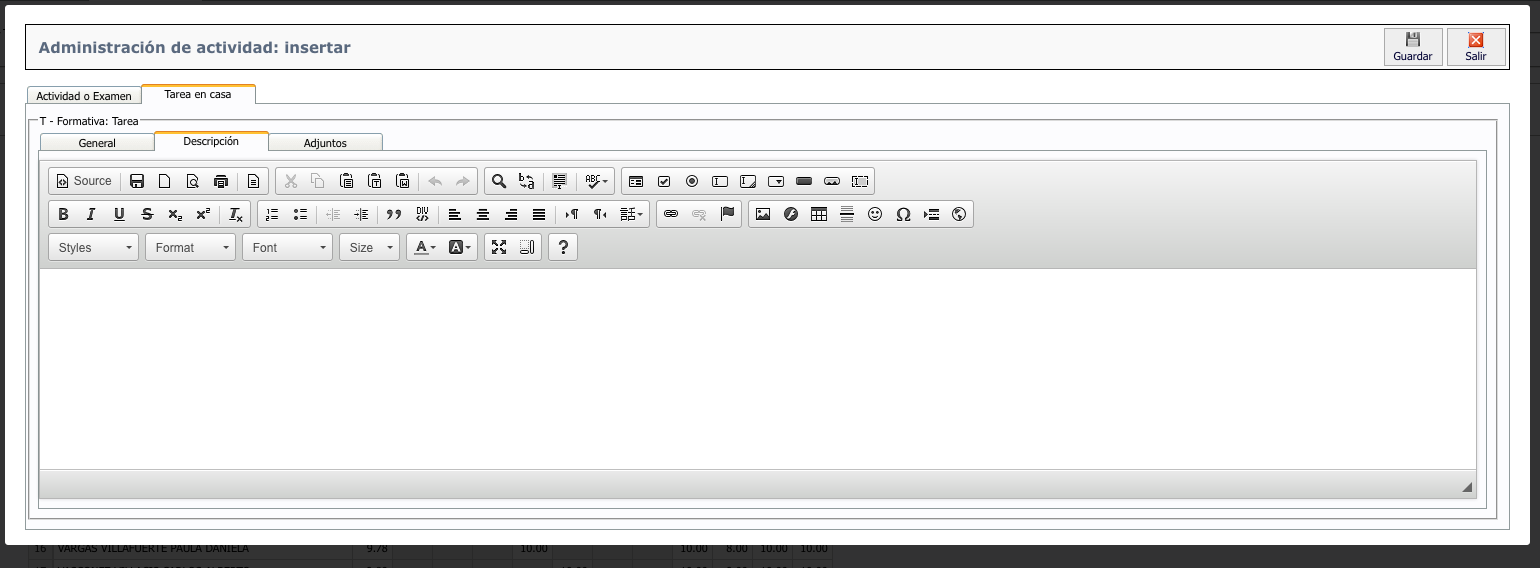 Administración de actividad: insertar
Guardar
Salir
Actividad o Examen
Tarea en casa
T - Formativa: Tarea
General
Descripción
Adjuntos
Source
Styles
Format
Font
Size
16 VARGAS VILLAFUERTE PAULA DANIELA 9.78 10.00 10.00 8.00 10.00 10.00